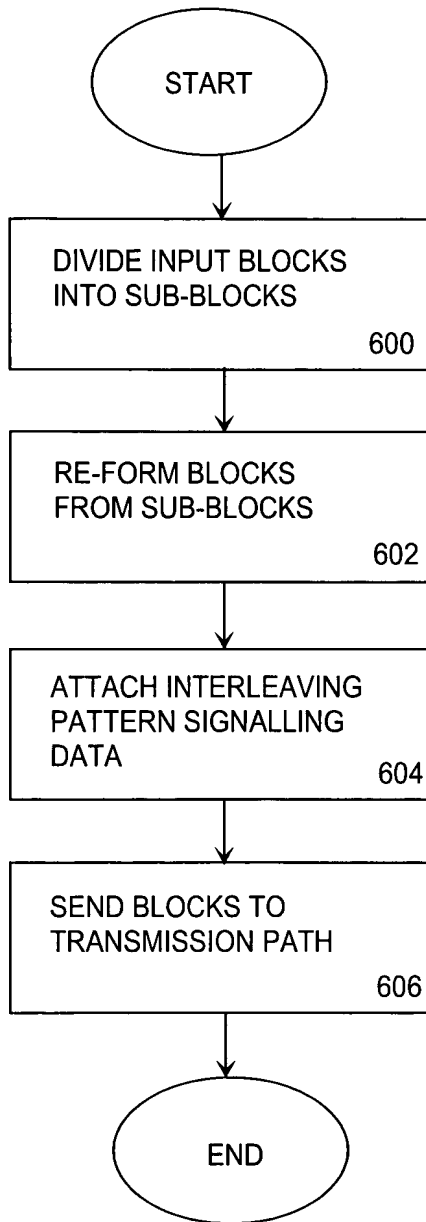 START
DIVIDE INPUT BLOCKS
INTO SUB-BLOCKS
600
RE-FORM BLOCKS
FROM SUB-BLOCKS
602
ATTACH INTERLEAVING
PATTERN SIGNALLING
DATA
604
SEND BLOCKS TO
TRANSMISSION PATH
606
END